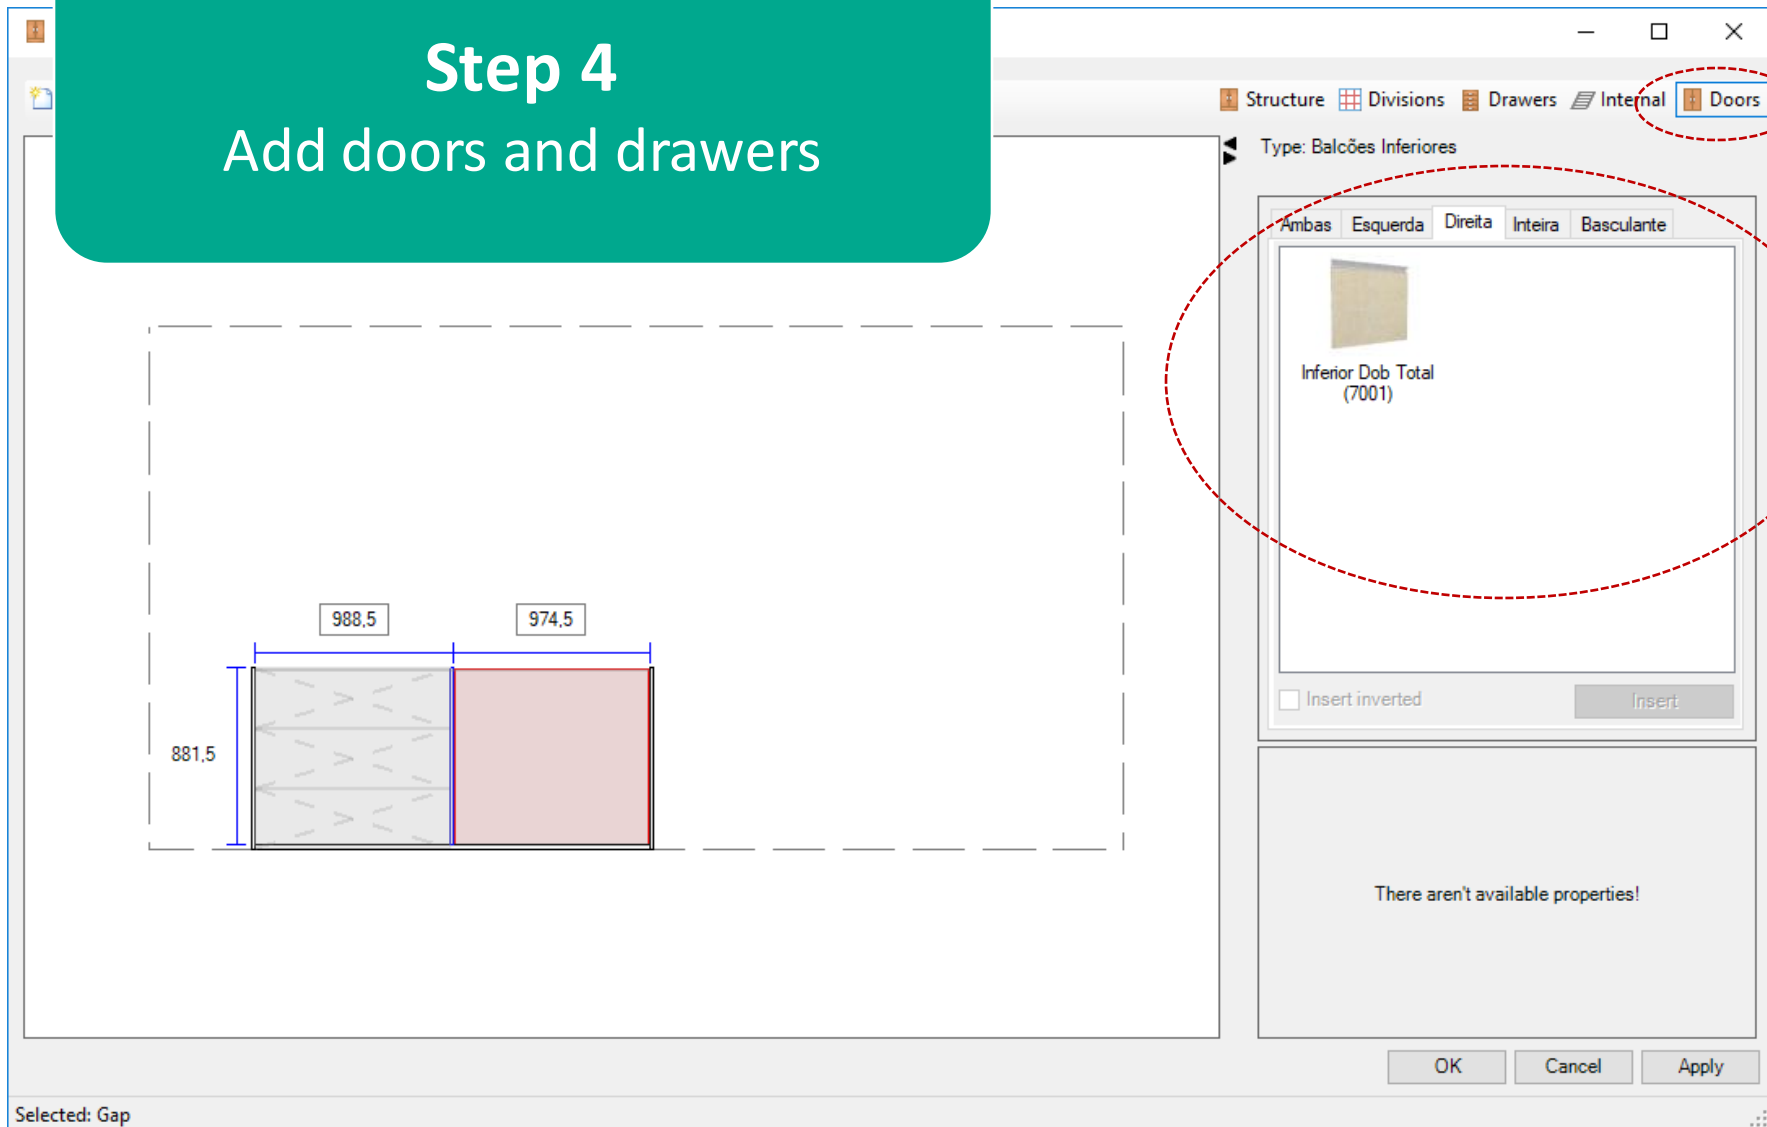 Step 4
Add doors and drawers
Structure Divisions Drawers Internal Doors
Type: Balcões Inferiores
Ambas Esquerda Direita Inteira Basculante
Inferior Dob Total
(7001)
Insert inverted Insert
988,5 974,5
881,5
There aren't available properties!
OK Cancel Apply
Selected: Gap